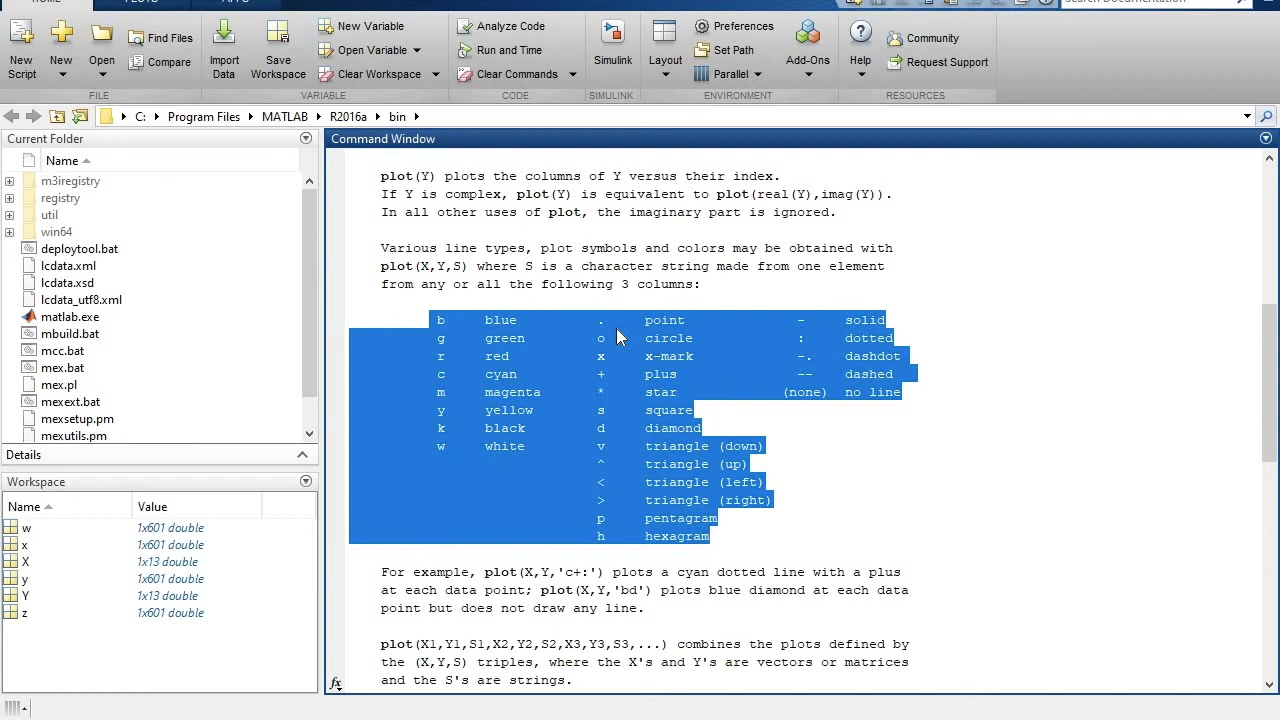 HOME PLOTS APPS Search Documentation
New Script
New
Open
Find Files
Compare
FILE
Import Data
Save Workspace
New Variable
Open Variable
Clear Workspace
VARIABLE
Analyze Code
Run and Time
Clear Commands
CODE
Simulink
SIMULINK
Layout
Preferences
Set Path
Parallel
ENVIRONMENT
Add-Ons
Help
Community
Request Support
RESOURCES
C: Program Files MATLAB R2016a bin
Current Folder
Name
m3iregistry
registry
util
win64
deploytool.bat
lcdata.xml
lcdata.xsd
lcdata_utf8.xml
matlab.exe
mbuild.bat
mcc.bat
mex.bat
mex.pl
mexext.bat
mexsetup.pm
mexutils.pm
Details
Workspace
Name Value
w 1x601 double
x 1x601 double
X 1x13 double
y 1x601 double
Y 1x13 double
z 1x601 double
Command Window
plot(Y) plots the columns of Y versus their index.
If Y is complex, plot(Y) is equivalent to plot(real(Y),imag(Y)).
In all other uses of plot, the imaginary part is ignored.
Various line types, plot symbols and colors may be obtained with
plot(X,Y,S) where S is a character string made from one element
from any or all the following 3 columns:
b blue . point - solid
g green o circle : dotted
r red x x-mark -. dashdot
c cyan + plus -- dashed
m magenta * star (none) no line
y yellow s square
k black d diamond
w white v triangle (down)
^ triangle (up)
< triangle (left)
> triangle (right)
p pentagram
h hexagram
For example, plot(X,Y,'c+:') plots a cyan dotted line with a plus
at each data point; plot(X,Y,'bd') plots blue diamond at each data
point but does not draw any line.
plot(X1,Y1,S1,X2,Y2,S2,X3,Y3,S3,...) combines the plots defined by
the (X,Y,S) triples, where the X's and Y's are vectors or matrices
and the S's are strings.
fx